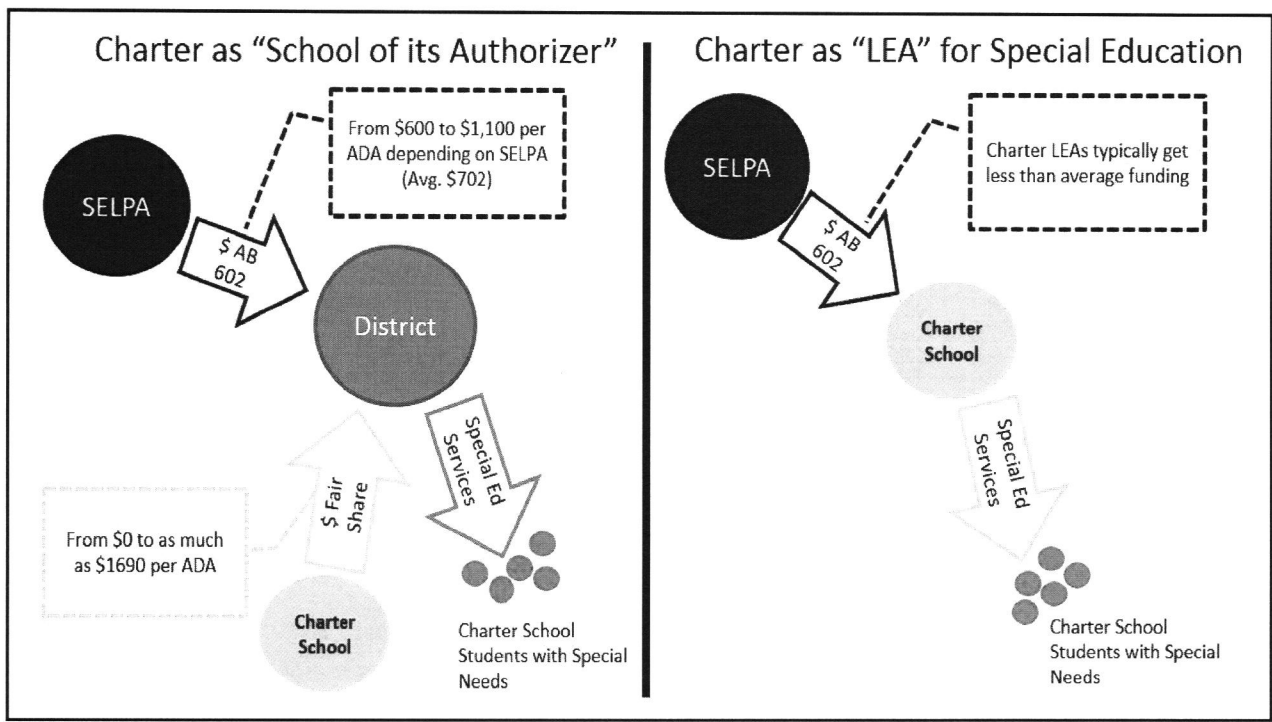 Charter as “School of its Authorizer”
From $600 to $1,100 per
ADA depending on SELPA
(Avg. $702)
SELPA
$ AB
602
District
Special Ed
Services
$ Fair
Share
From $0 to as much
as $1690 per ADA
Charter
School
Charter School
Students with Special
Needs
Charter as “LEA” for Special Education
Charter LEAs typically get
less than average funding
SELPA
$ AB
602
Charter
School
Special Ed
Services
Charter School
Students with Special
Needs